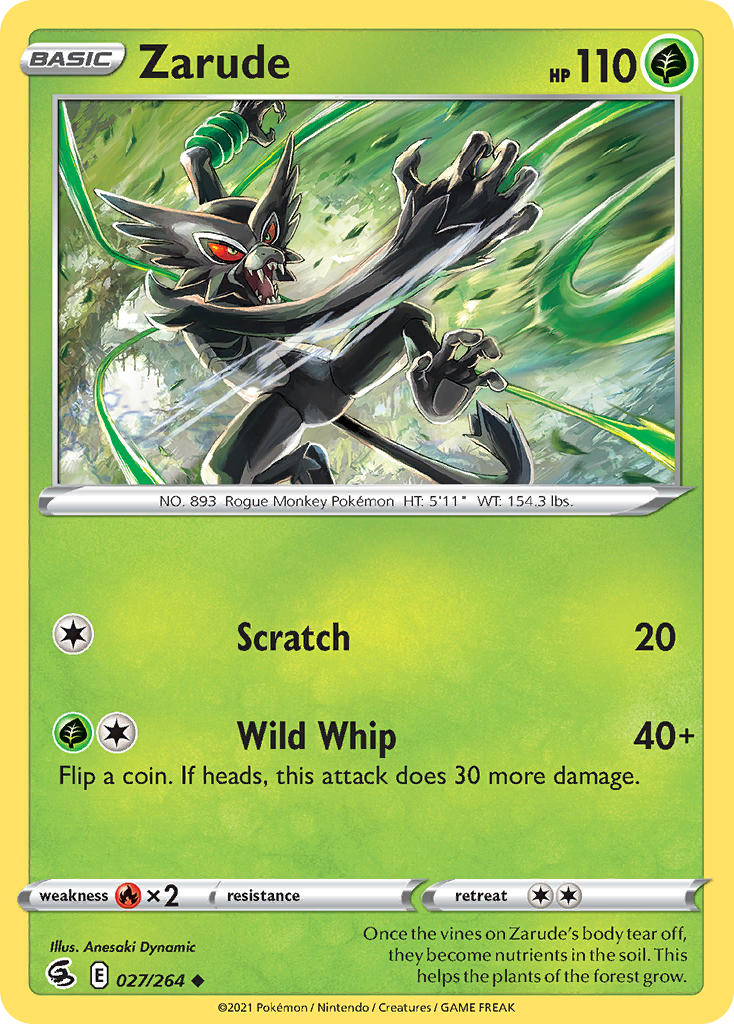 BASIC Zarude HP 110
NO. 893 Rogue Monkey Pokémon HT: 5'11" WT: 154.3 lbs.
Scratch 20
Wild Whip 40+
Flip a coin. If heads, this attack does 30 more damage.
weakness ×2 resistance retreat
Illus. Anesaki Dynamic
Once the vines on Zarude's body tear off,
they become nutrients in the soil. This
helps the plants of the forest grow.
E 027/264
©2021 Pokémon / Nintendo / Creatures / GAME FREAK